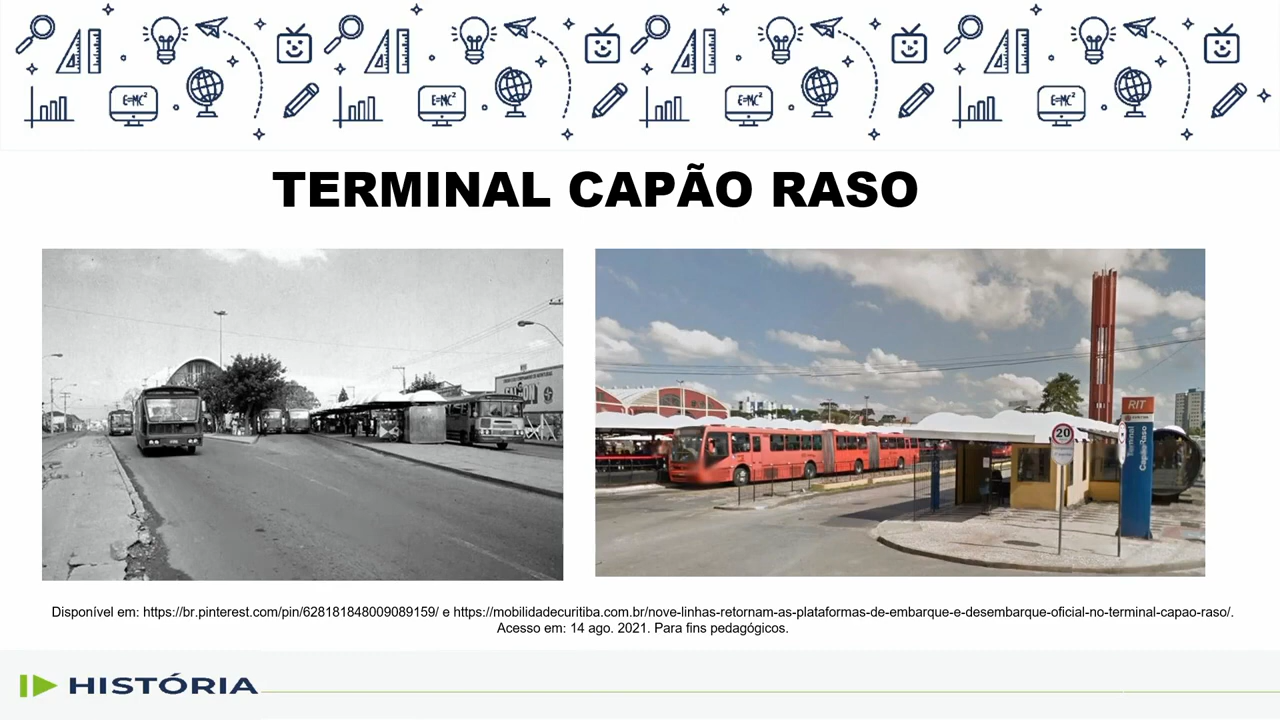 E=MC²
E=MC²
E=MC²
E=MC²
TERMINAL CAPÃO RASO
20
RIT
Terminal
CapãoRaso
Disponível em: https://br.pinterest.com/pin/628181848009089159/ e https://mobilidadecuritiba.com.br/nove-linhas-retornam-as-plataformas-de-embarque-e-desembarque-oficial-no-terminal-capao-raso/.
Acesso em: 14 ago. 2021. Para fins pedagógicos.
HISTÓRIA